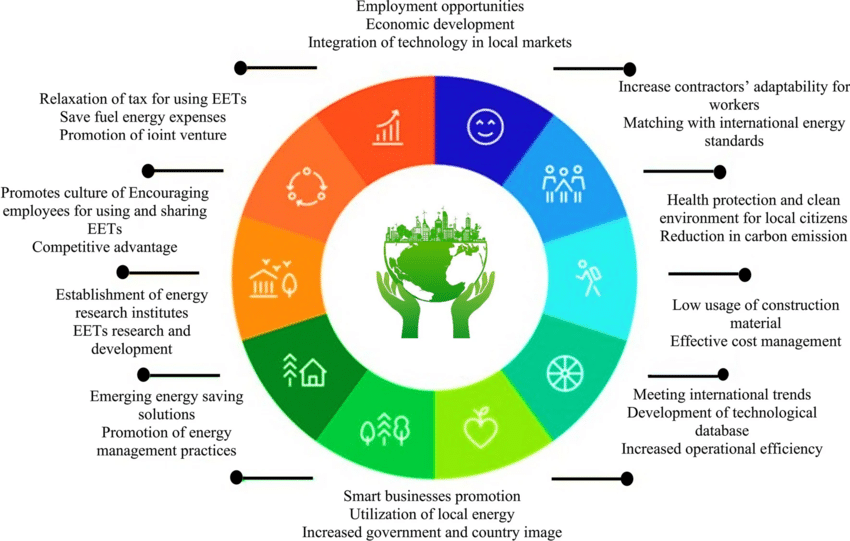 Employment opportunities
Economic development
Integration of technology in local markets
Relaxation of tax for using EETs
Save fuel energy expenses
Promotion of ioint venture
Increase contractors' adaptability for
workers
Matching with international energy
standards
Promotes culture of Encouraging
employees for using and sharing
EETs
Competitive advantage
Health protection and clean
environment for local citizens
Reduction in carbon emission
Establishment of energy
research institutes
EETs research and
development
Low usage of construction
material
Effective cost management
Emerging energy saving
solutions
Promotion of energy
management practices
Meeting international trends
Development of technological
database
Increased operational efficiency
Smart businesses promotion
Utilization of local energy
Increased government and country image